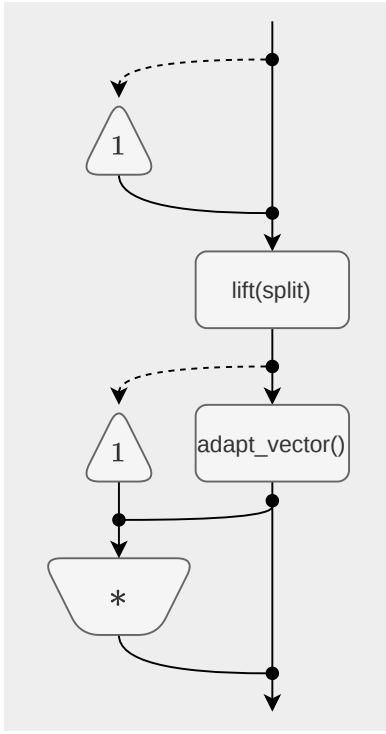 1
lift(split)
1
adapt_vector()
*